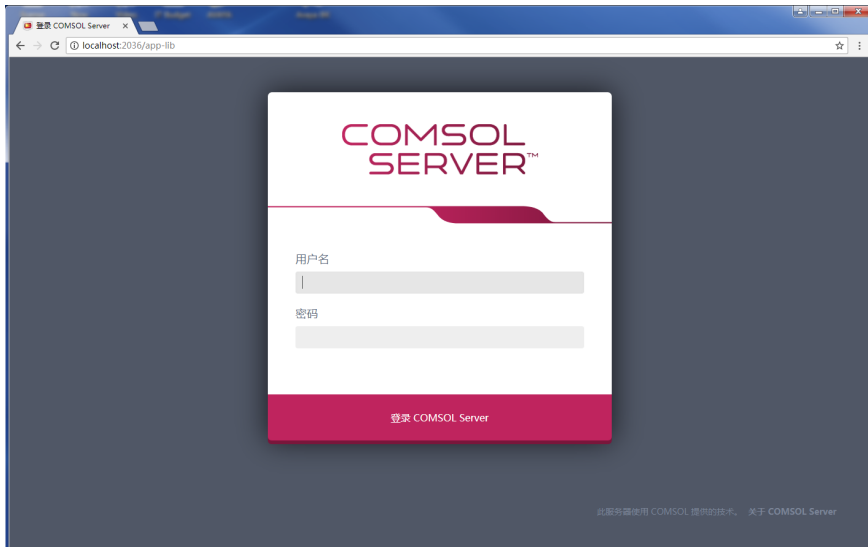 登录 COMSOL Server
localhost:2036/app-lib
COMSOL
SERVER™
用户名
密码
登录 COMSOL Server
此服务器使用 COMSOL 提供的技术。 关于 COMSOL Server